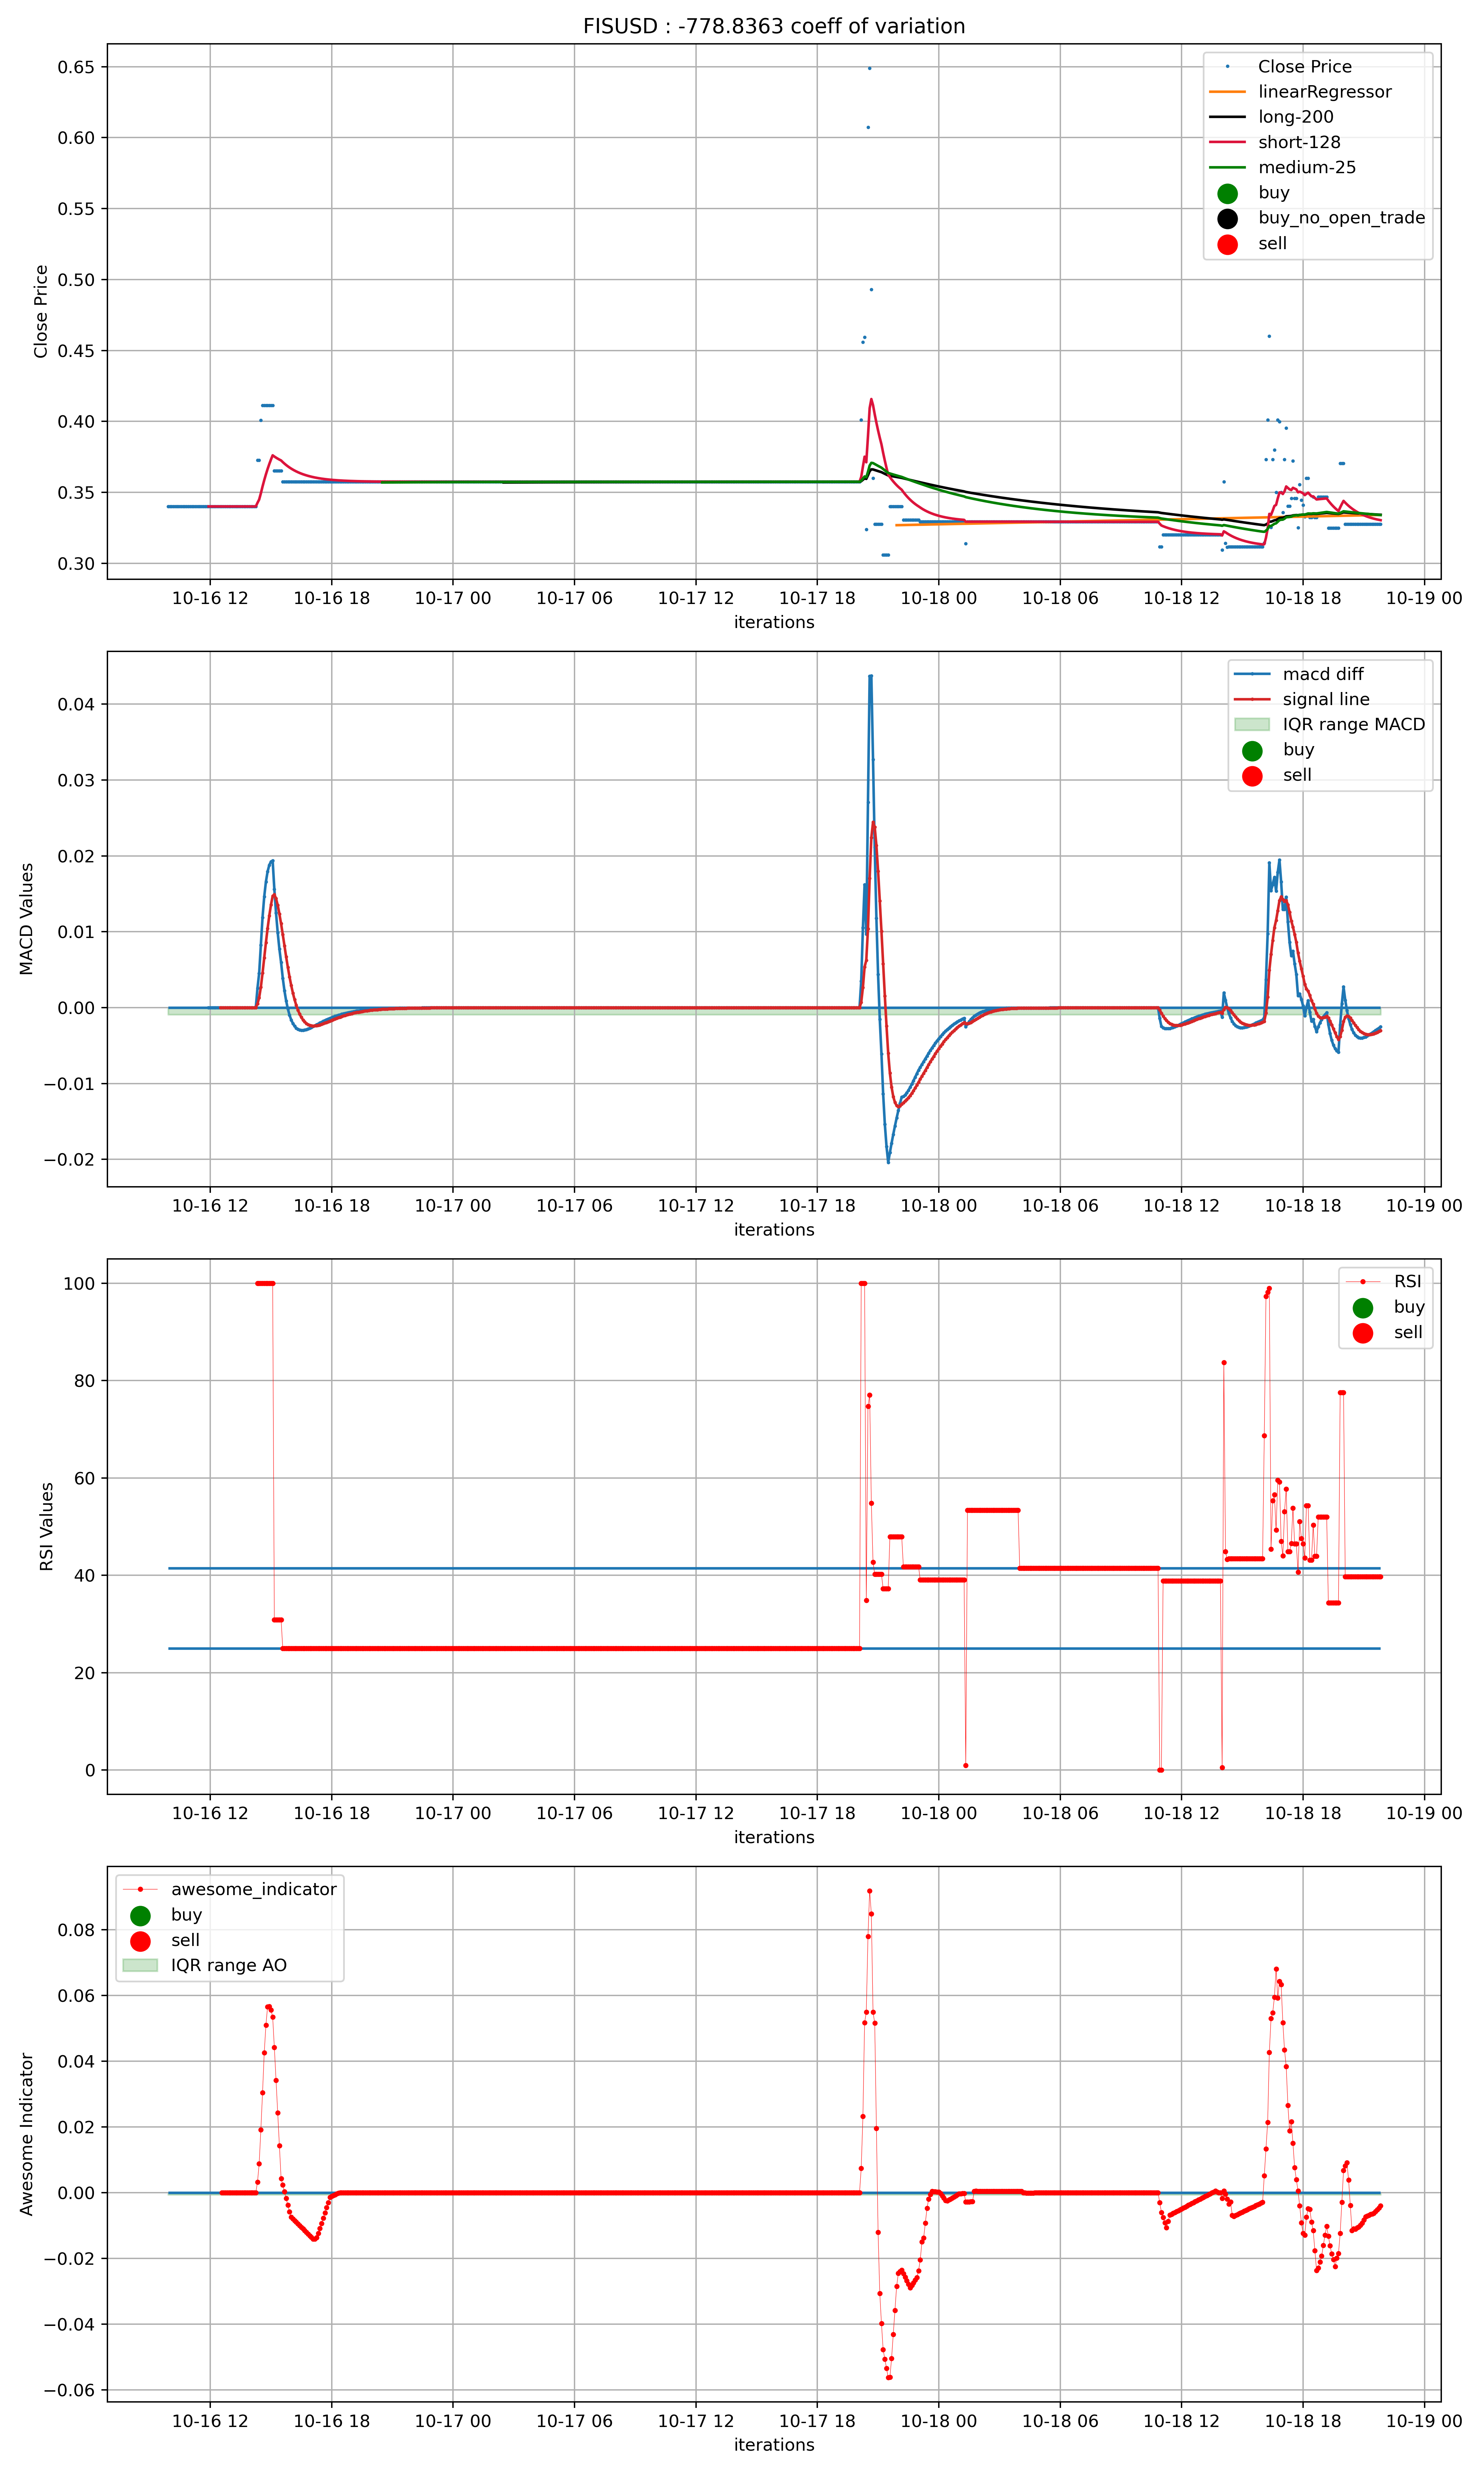 FISUSD : -778.8363 coeff of variation
Close Price
0.65
0.60
0.55
0.50
0.45
0.40
0.35
0.30
Close Price
linearRegressor
long-200
short-128
medium-25
buy
buy_no_open_trade
sell
10-16 12 10-16 18 10-17 00 10-17 06 10-17 12 10-17 18 10-18 00 10-18 06 10-18 12 10-18 18 10-19 00
iterations
MACD Values
0.04
0.03
0.02
0.01
0.00
−0.01
−0.02
macd diff
signal line
IQR range MACD
buy
sell
10-16 12 10-16 18 10-17 00 10-17 06 10-17 12 10-17 18 10-18 00 10-18 06 10-18 12 10-18 18 10-19 00
iterations
RSI Values
100
80
60
40
20
0
RSI
buy
sell
10-16 12 10-16 18 10-17 00 10-17 06 10-17 12 10-17 18 10-18 00 10-18 06 10-18 12 10-18 18 10-19 00
iterations
Awesome Indicator
0.08
0.06
0.04
0.02
0.00
−0.02
−0.04
−0.06
awesome_indicator
buy
sell
IQR range AO
10-16 12 10-16 18 10-17 00 10-17 06 10-17 12 10-17 18 10-18 00 10-18 06 10-18 12 10-18 18 10-19 00
iterations